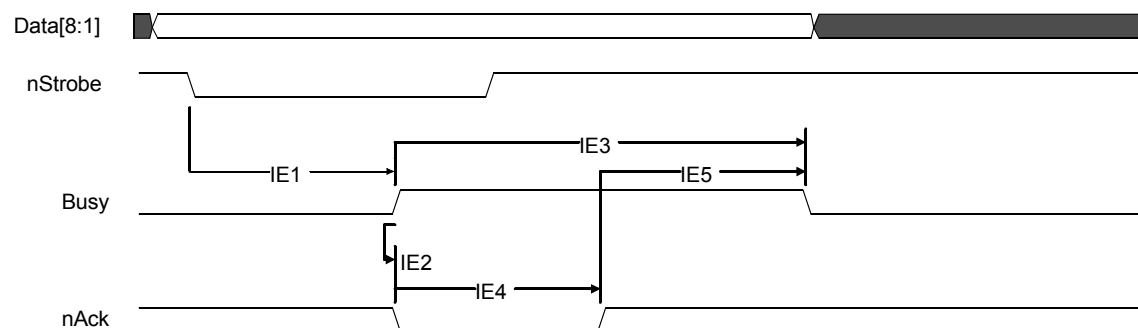 Data[8:1]
nStrobe
IE3
IE1
IE5
Busy
IE2
IE4
nAck